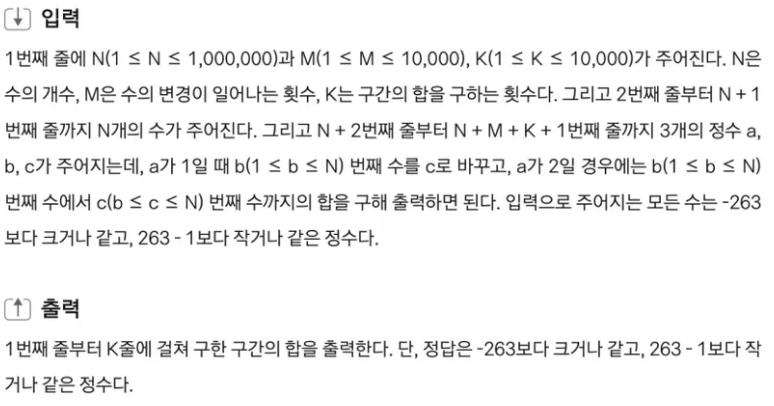 입력
1번째 줄에 N(1 ≤ N ≤ 1,000,000)과 M(1 ≤ M ≤ 10,000), K(1 ≤ K ≤ 10,000)가 주어진다. N은
수의 개수, M은 수의 변경이 일어나는 횟수, K는 구간의 합을 구하는 횟수다. 그리고 2번째 줄부터 N + 1
번째 줄까지 N개의 수가 주어진다. 그리고 N + 2번째 줄부터 N + M + K + 1번째 줄까지 3개의 정수 a,
b, c가 주어지는데, a가 1일 때 b(1 ≤ b ≤ N) 번째 수를 c로 바꾸고, a가 2일 경우에는 b(1 ≤ b ≤ N)
번째 수에서 c(b ≤ c ≤ N) 번째 수까지의 합을 구해 출력하면 된다. 입력으로 주어지는 모든 수는 -263
보다 크거나 같고, 263 - 1보다 작거나 같은 정수다.
출력
1번째 줄부터 K줄에 걸쳐 구한 구간의 합을 출력한다. 단, 정답은 -263보다 크거나 같고, 263 - 1보다 작
거나 같은 정수다.